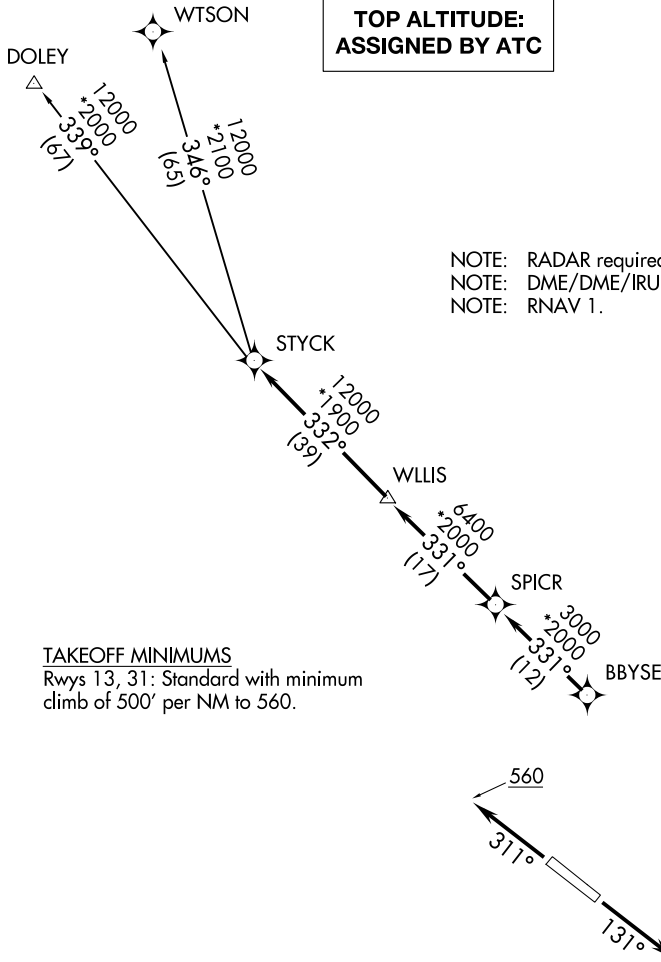 WTSON
TOP ALTITUDE:
ASSIGNED BY ATC
DOLEY
12000
*2000
339°
(67)
12000
*2100
346°
(65)
NOTE: RADAR required
NOTE: DME/DME/IRU
NOTE: RNAV 1.
STYCK
12000
*1900
332°
(39)
WLLIS
6400
*2000
331°
(17)
SPICR
3000
*2000
331°
(12)
BBYSE
TAKEOFF MINIMUMS
Rwys 13, 31: Standard with minimum
climb of 500' per NM to 560.
560
311°
131°